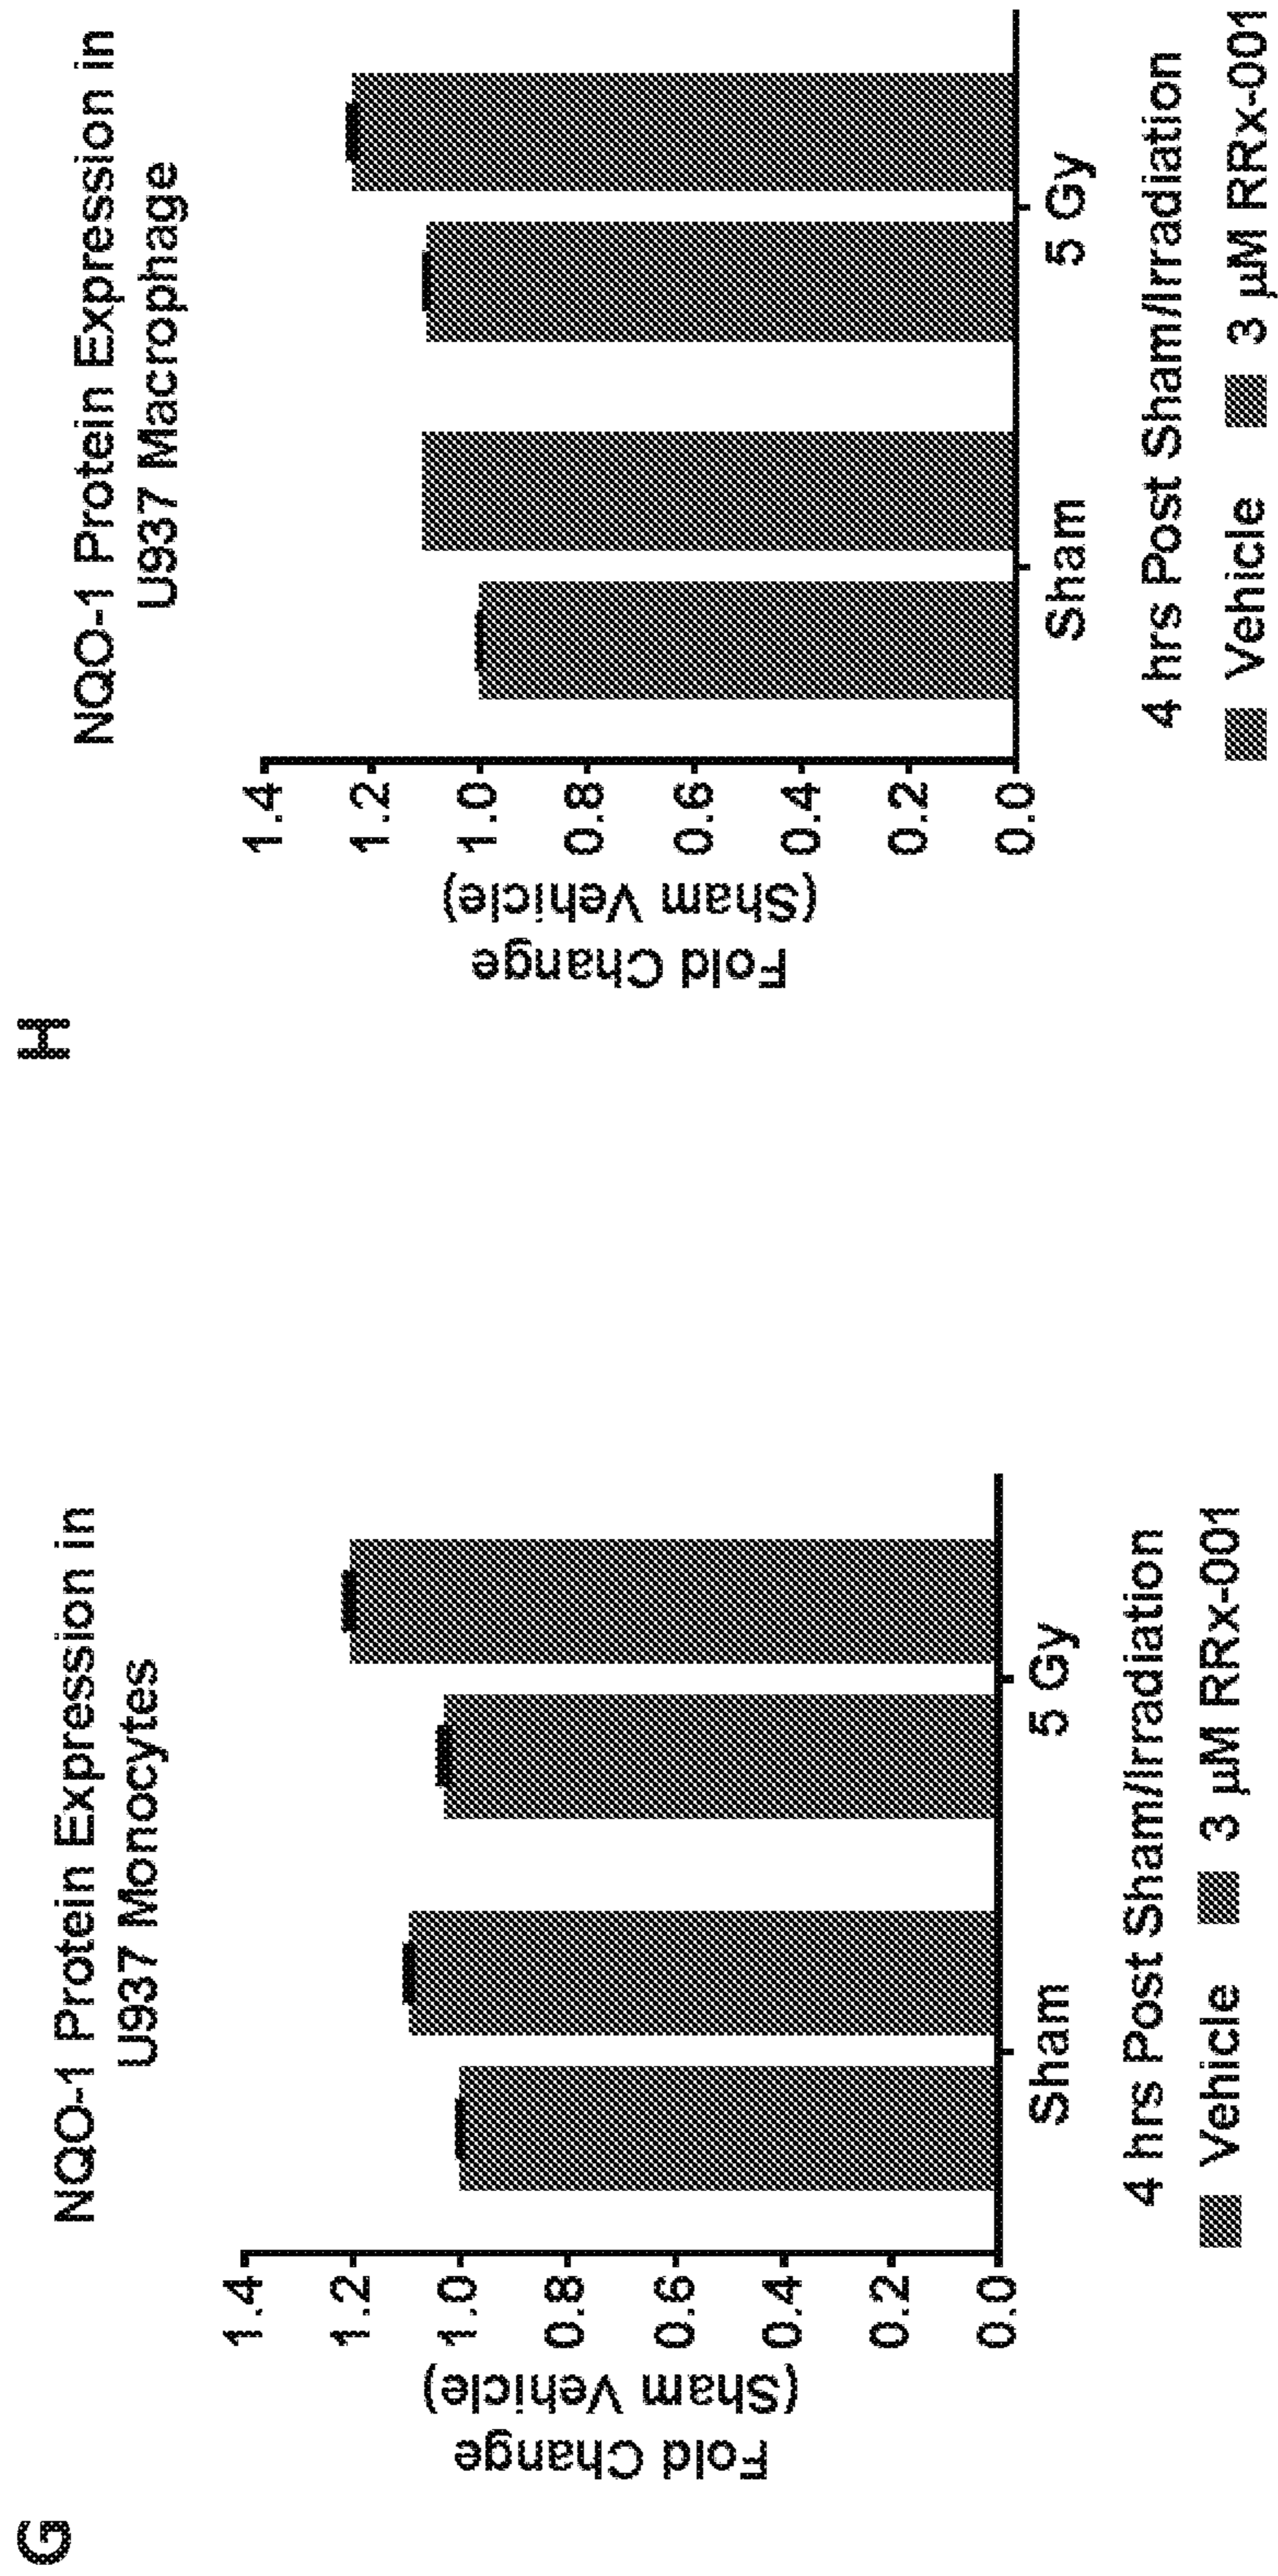 G
NQO-1 Protein Expression in
U937 Monocytes
Fold Change
(Sham Vehicle)
1.4
1.2
1.0
0.8
0.6
0.4
0.2
0.0
Sham
5 Gy
4 hrs Post Sham/Irradiation
Vehicle 3 µM RRx-001
H
NQO-1 Protein Expression in
U937 Macrophage
Fold Change
(Sham Vehicle)
1.4
1.2
1.0
0.8
0.6
0.4
0.2
0.0
Sham
5 Gy
4 hrs Post Sham/Irradiation
Vehicle 3 µM RRx-001